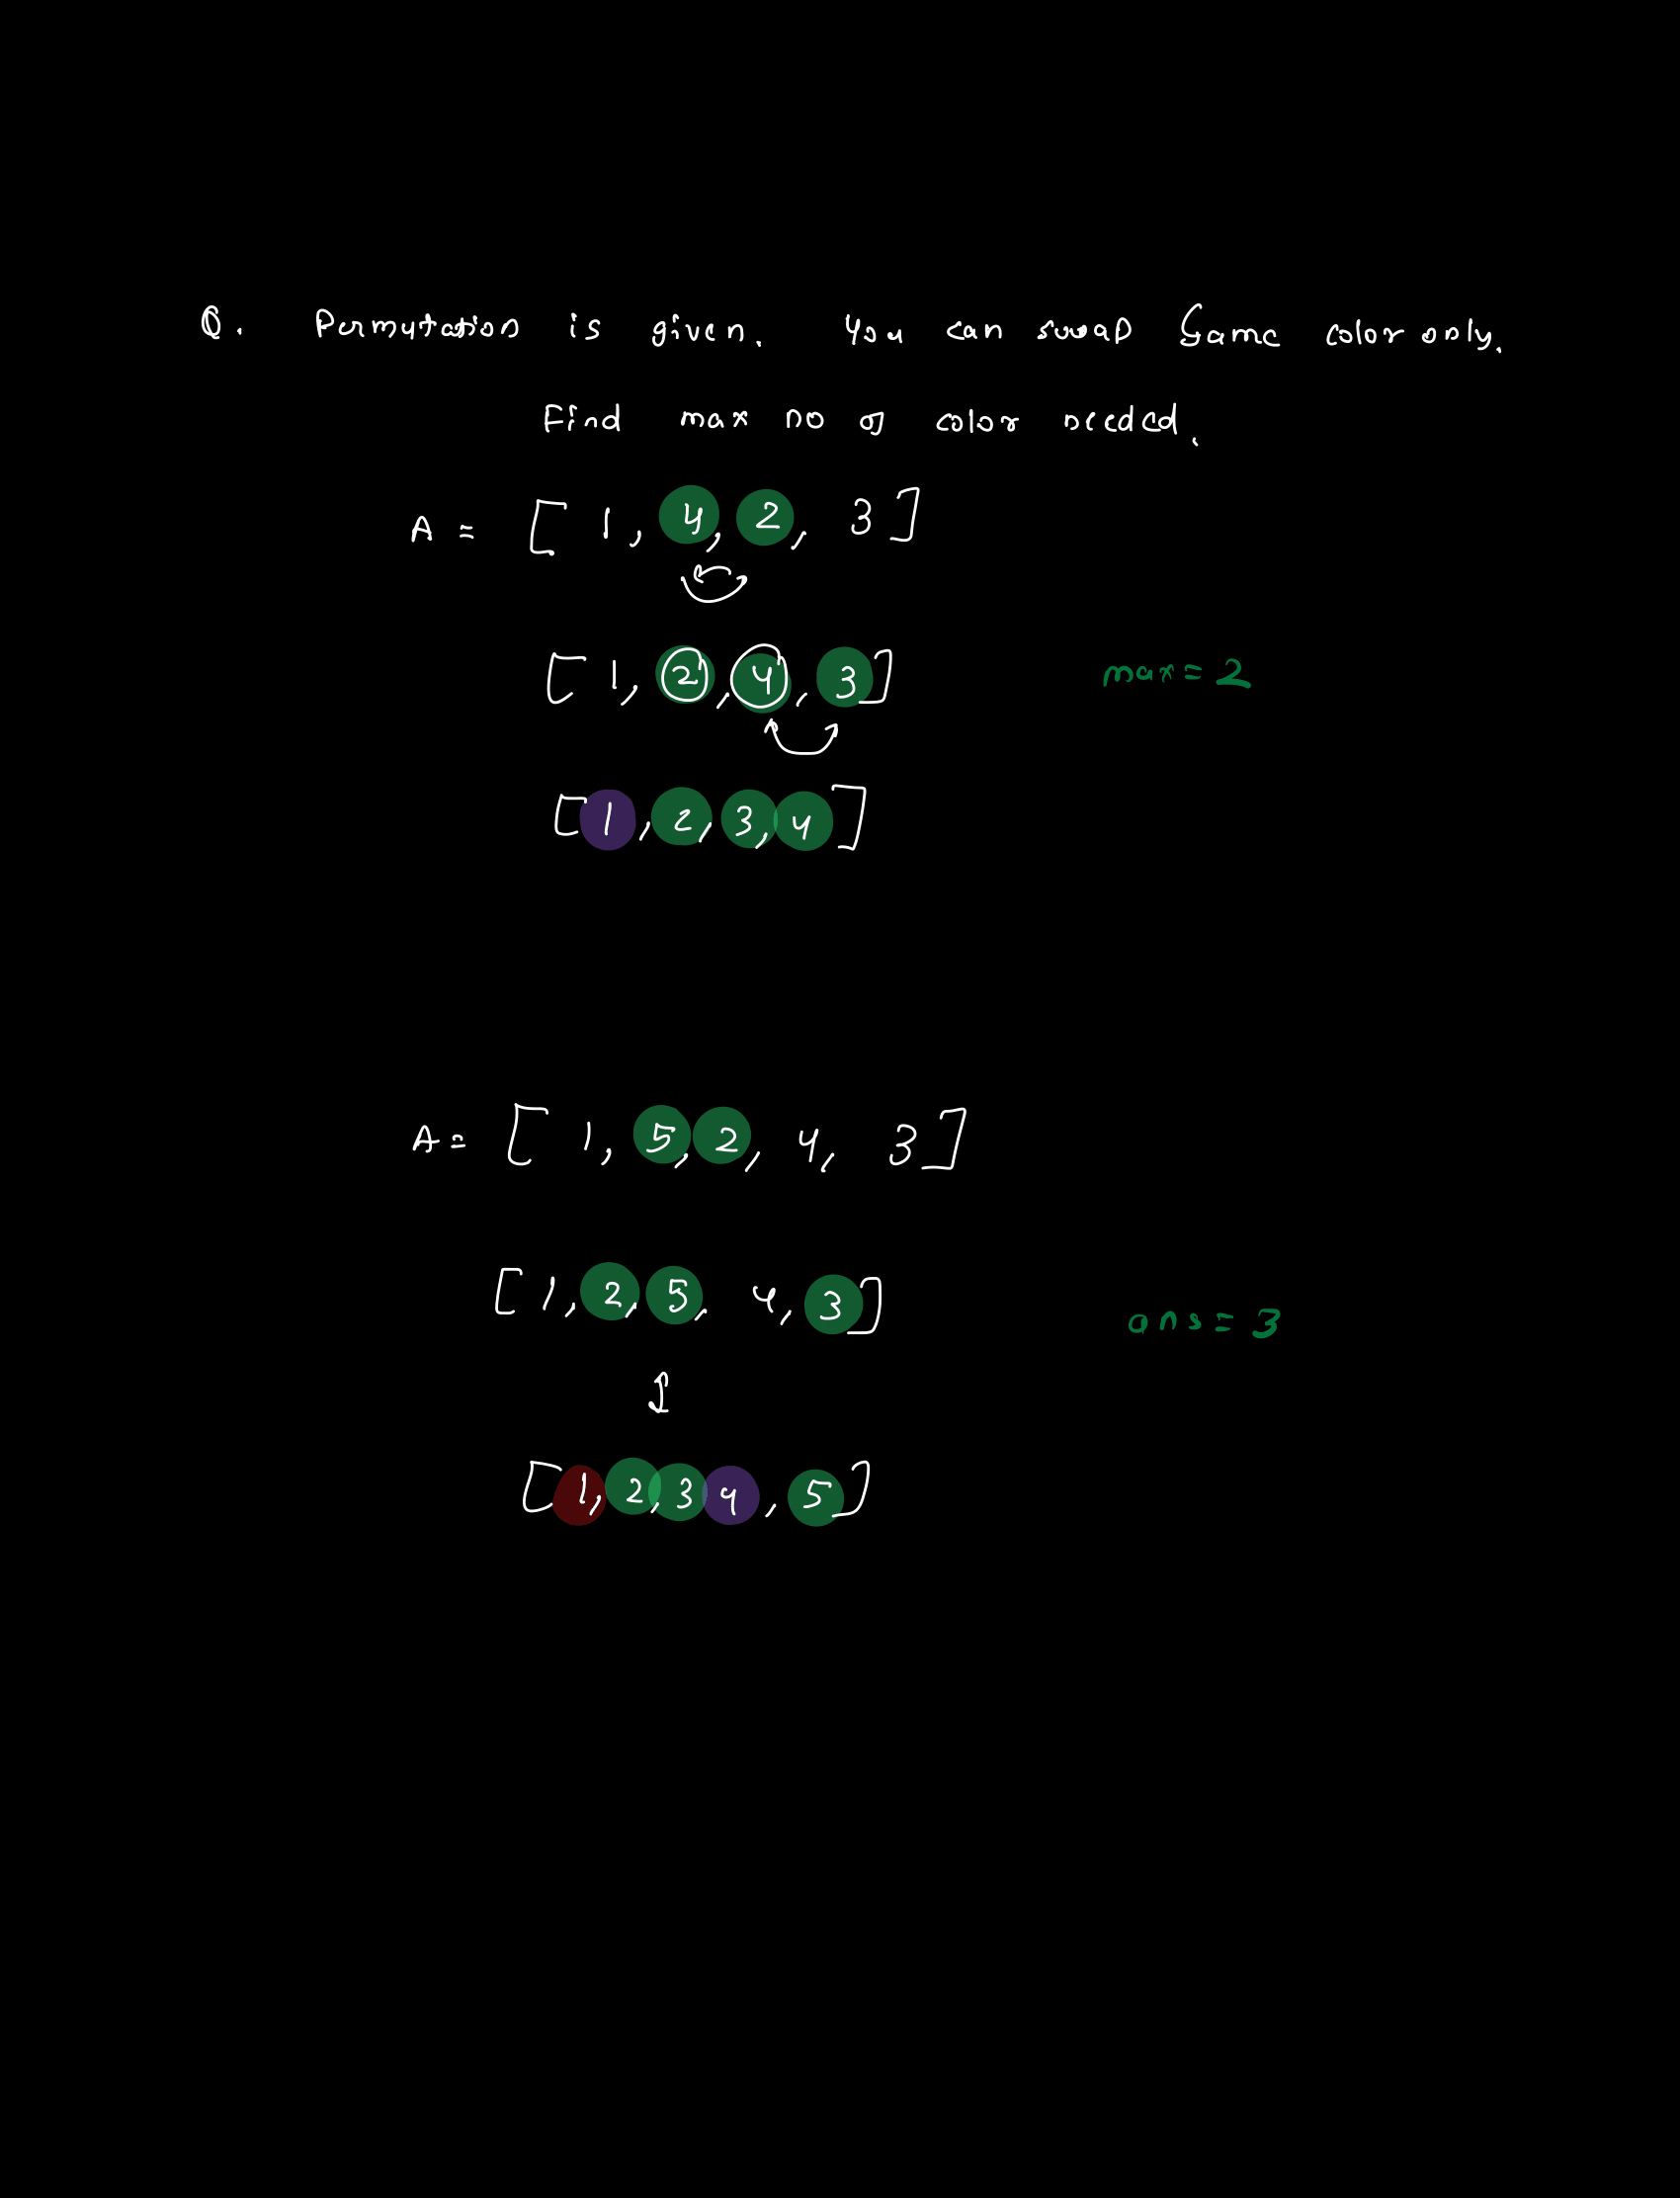 Q. Permutation is given. You can swap same color only.
Find max no of color needed.
A = [ 1, 4, 2, 3 ]
[ 1, 2, 4, 3 ] max = 2
[ 1, 2, 3, 4 ]
A = [ 1, 5, 2, 4, 3 ]
[ 1, 2, 5, 4, 3 ] ans = 3
[ 1, 2, 3 4 , 5 ]